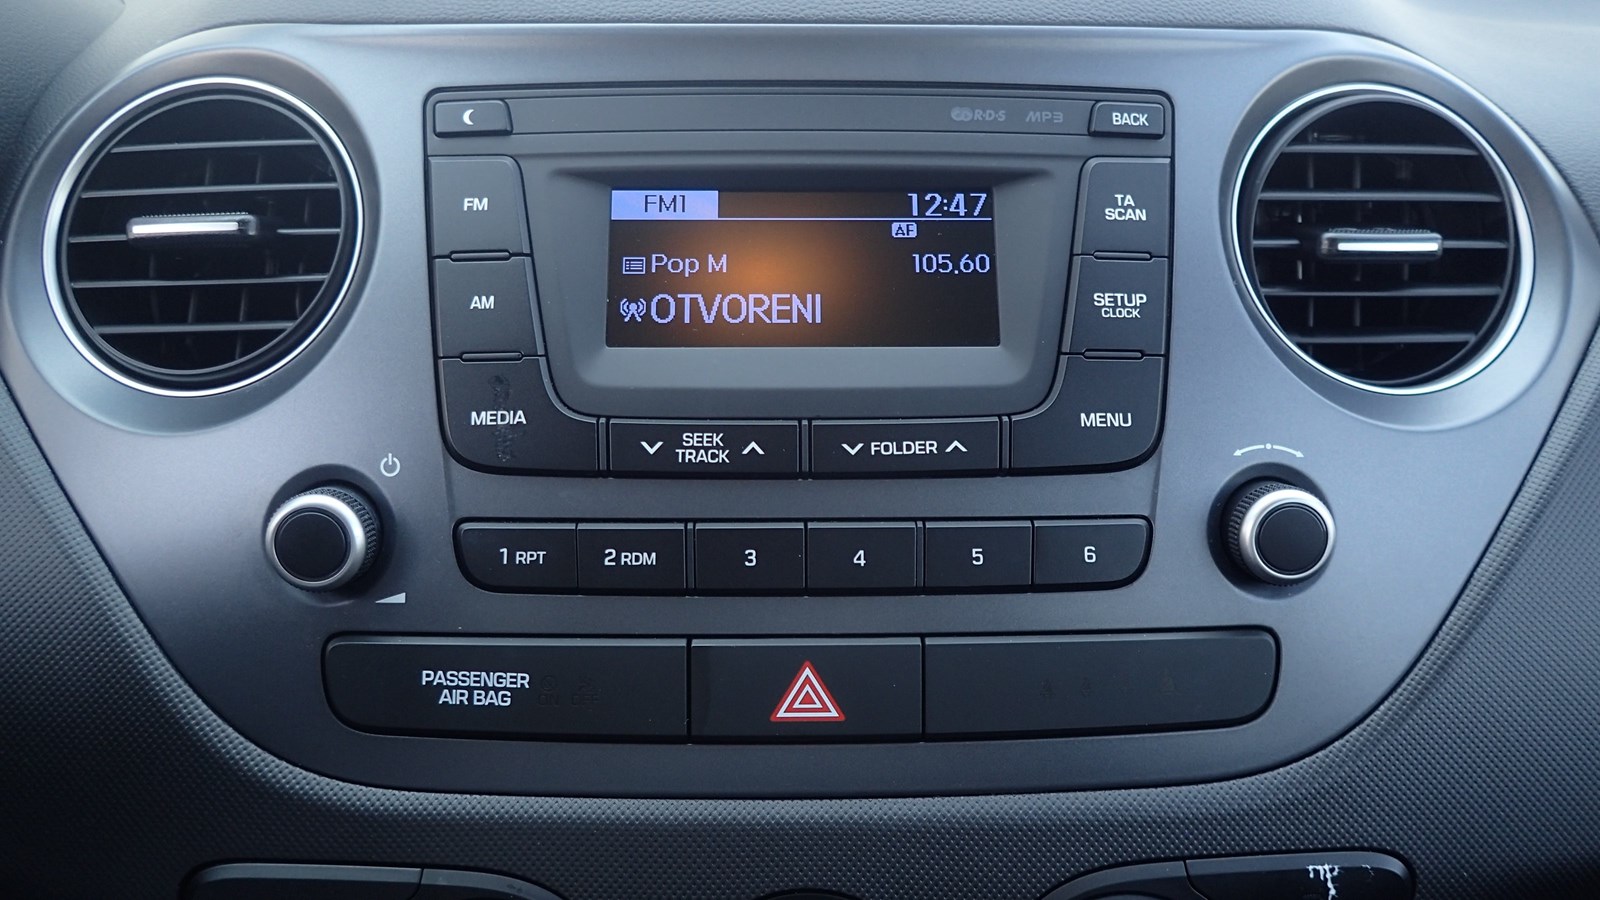 R·D·S MP3
BACK
FM
AM
MEDIA
FM1 12:47
AF
Pop M 105.60
OTVORENI
TA
SCAN
SETUP
CLOCK
MENU
SEEK
TRACK
FOLDER
1 RPT
2 RDM
3
4
5
6
PASSENGER
AIR BAG